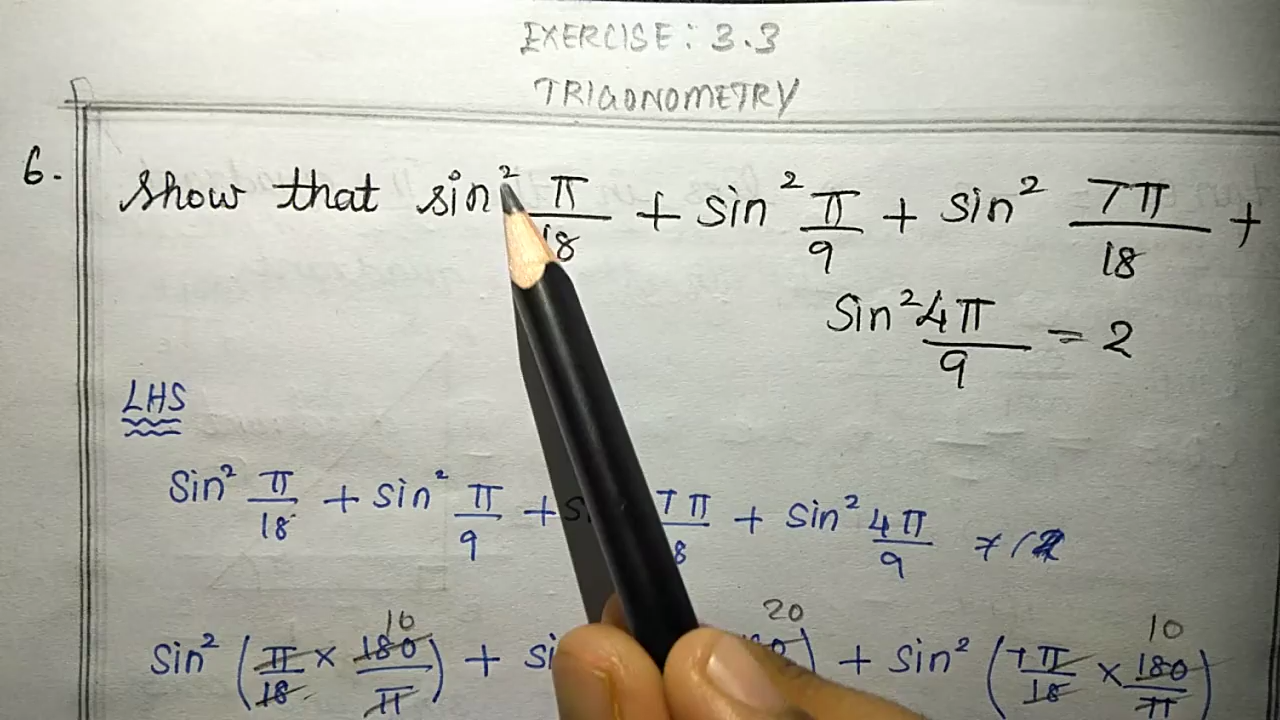 EXERCISE: 3.3
TRIGONOMETRY
6. Show that sin² π/18 + sin² π/9 + sin² 7π/18 +
Sin² 4π/9 = 2
LHS
Sin² π/18 + sin² π/9 + 7π/8 + sin² 4π/9
10 20 10
Sin² (π/18 × 180/π) + + sin² (7π/18 × 180/π)